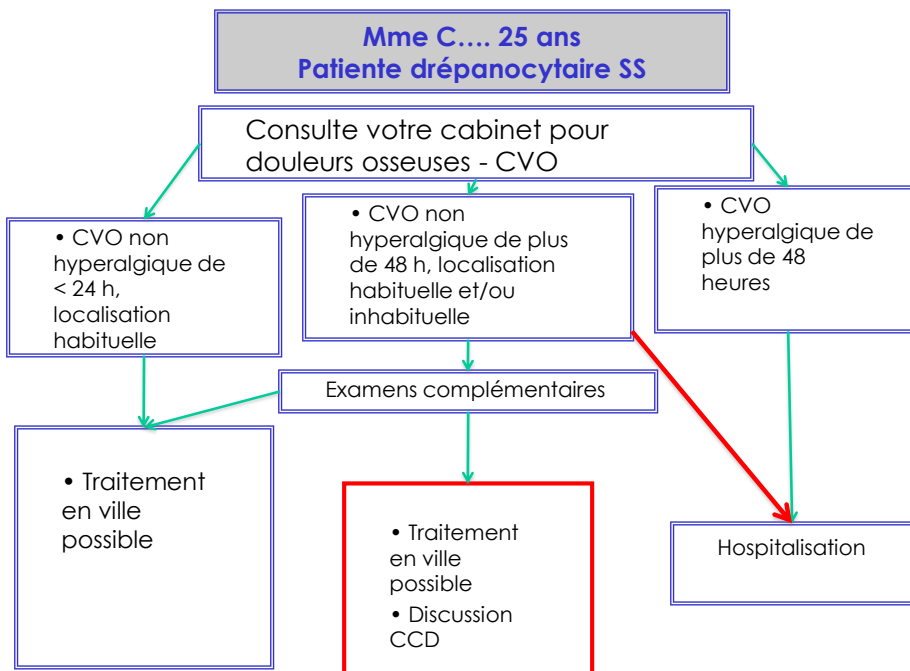 Mme C.... 25 ans
Patiente drépanocytaire SS
Consulte votre cabinet pour
douleurs osseuses - CVO
• CVO non
hyperalgique de
< 24 h,
localisation
habituelle
• CVO non
hyperalgique de plus
de 48 h, localisation
habituelle et/ou
inhabituelle
• CVO
hyperalgique de
plus de 48
heures
Examens complémentaires
• Traitement
en ville
possible
• Traitement
en ville
possible
• Discussion
CCD
Hospitalisation